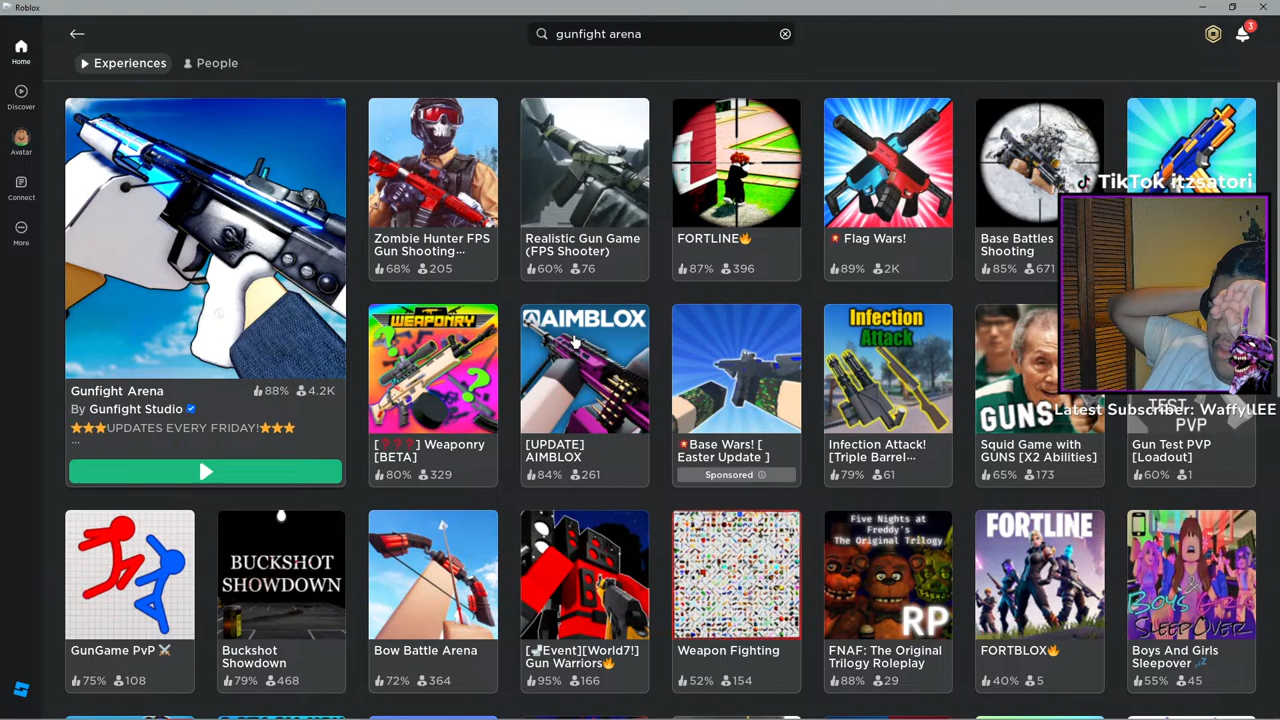 Roblox
gunfight arena
3
Home
Experiences
People
Discover
Avatar
Connect
More
Gunfight Arena
88% 4.2K
By Gunfight Studio
⭐⭐⭐UPDATES EVERY FRIDAY!⭐⭐⭐
...
Zombie Hunter FPS
Gun Shooting...
68% 205
Realistic Gun Game
(FPS Shooter)
60% 76
FORTLINE🔥
87% 396
💥 Flag Wars!
89% 2K
Base Battles
Shooting
85% 671
TikTok itzsatori
WEAPONRY
[❓❓❓] Weaponry
[BETA]
80% 329
AIMBLOX
[UPDATE]
AIMBLOX
84% 261
💥Base Wars! [
Easter Update ]
Sponsored
Infection
Attack
Infection Attack!
[Triple Barrel...
79% 61
GUNS
Squid Game with
GUNS [X2 Abilities]
65% 173
Latest Subscriber: WaffyllEE
TEST
PVP
Gun Test PVP
[Loadout]
60% 1
GunGame PvP ⚔️
75% 108
BUCKSHOT
SHOWDOWN
Buckshot
Showdown
79% 468
Bow Battle Arena
72% 364
[Event][World7!]
Gun Warriors🔥
95% 166
Weapon Fighting
52% 154
Five Nights at
Freddy's
The Original
Trilogy
RP
FNAF: The Original
Trilogy Roleplay
88% 29
FORTLINE
FORTBLOX🔥
40% 5
BOYS GIRLS
SLEEPOVER
Boys And Girls
Sleepover 💤
55% 45